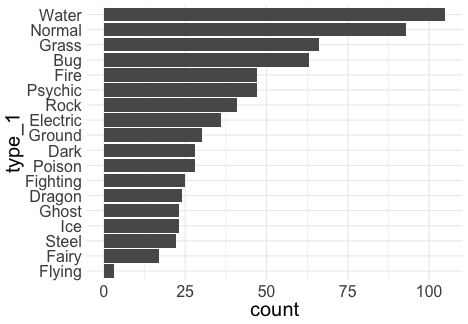 Water
Normal
Grass
Bug
Fire
Psychic
Rock
Electric
Ground
Dark
Poison
Fighting
Dragon
Ghost
Ice
Steel
Fairy
Flying
type_1
0 25 50 75 100
count